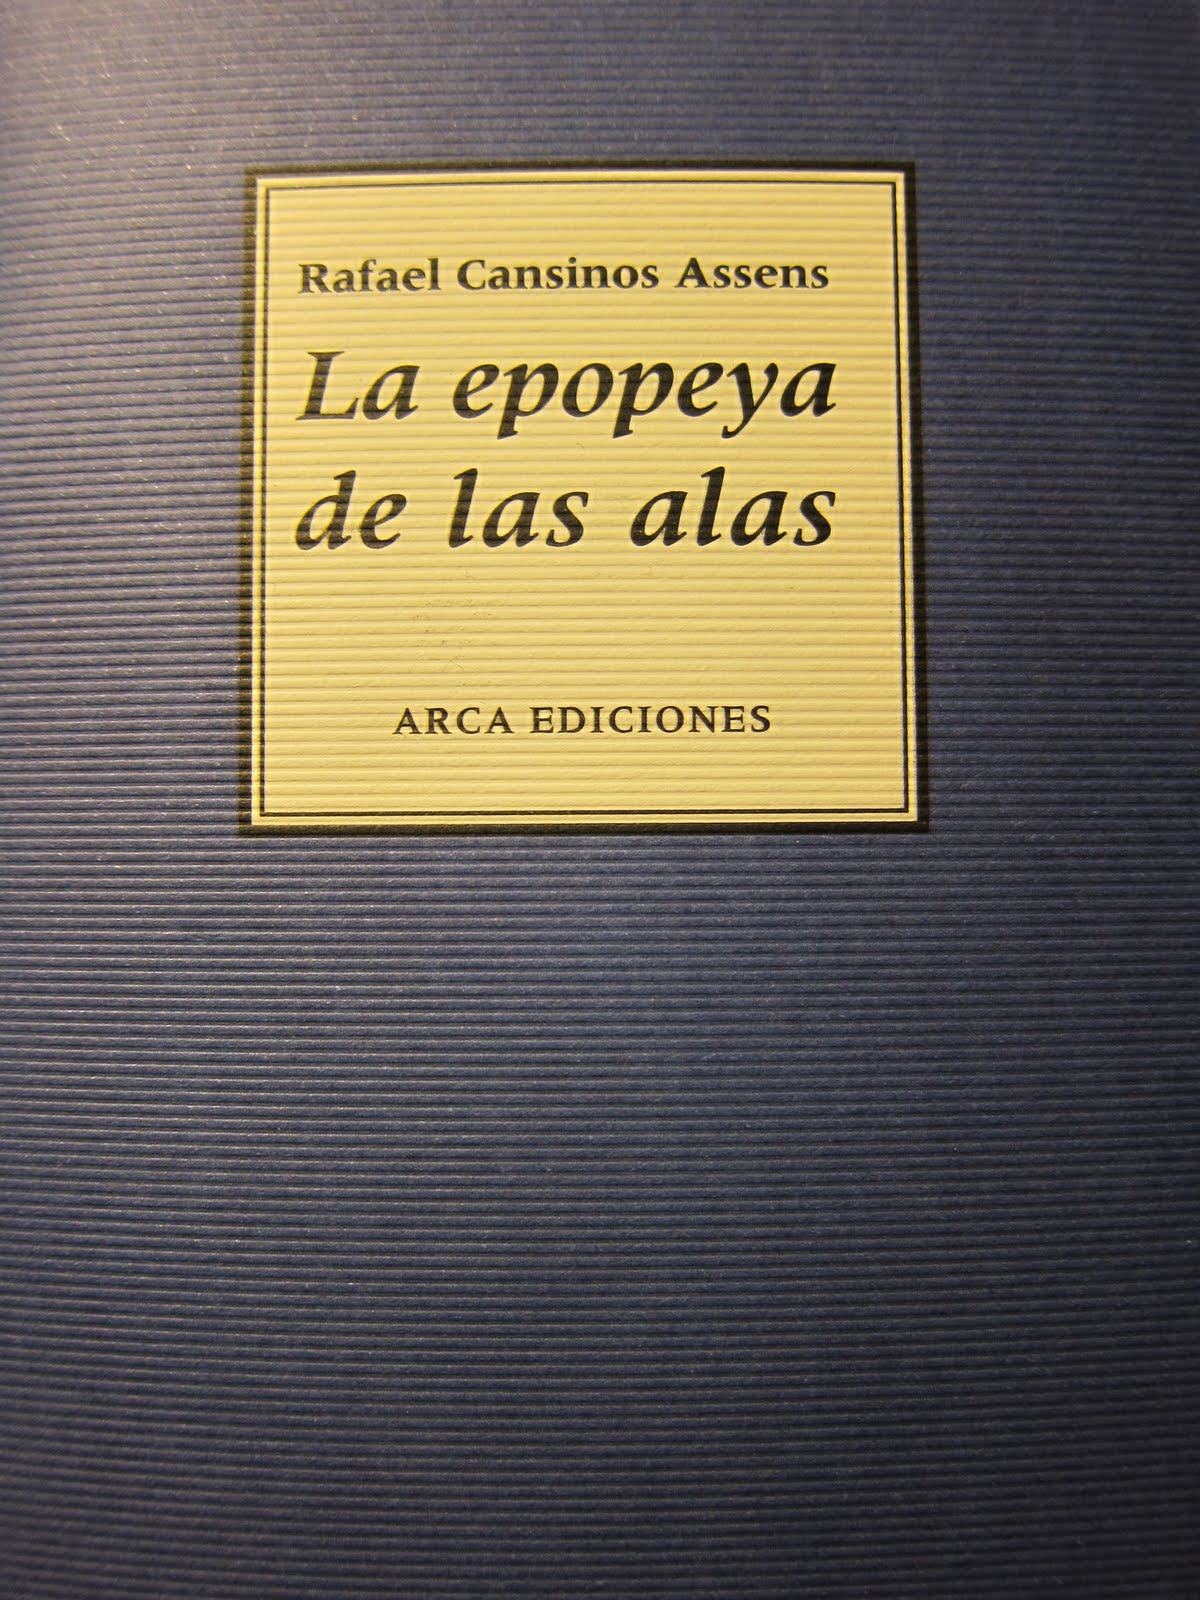 Rafael Cansinos Assens
La epopeya
de las alas
ARCA EDICIONES